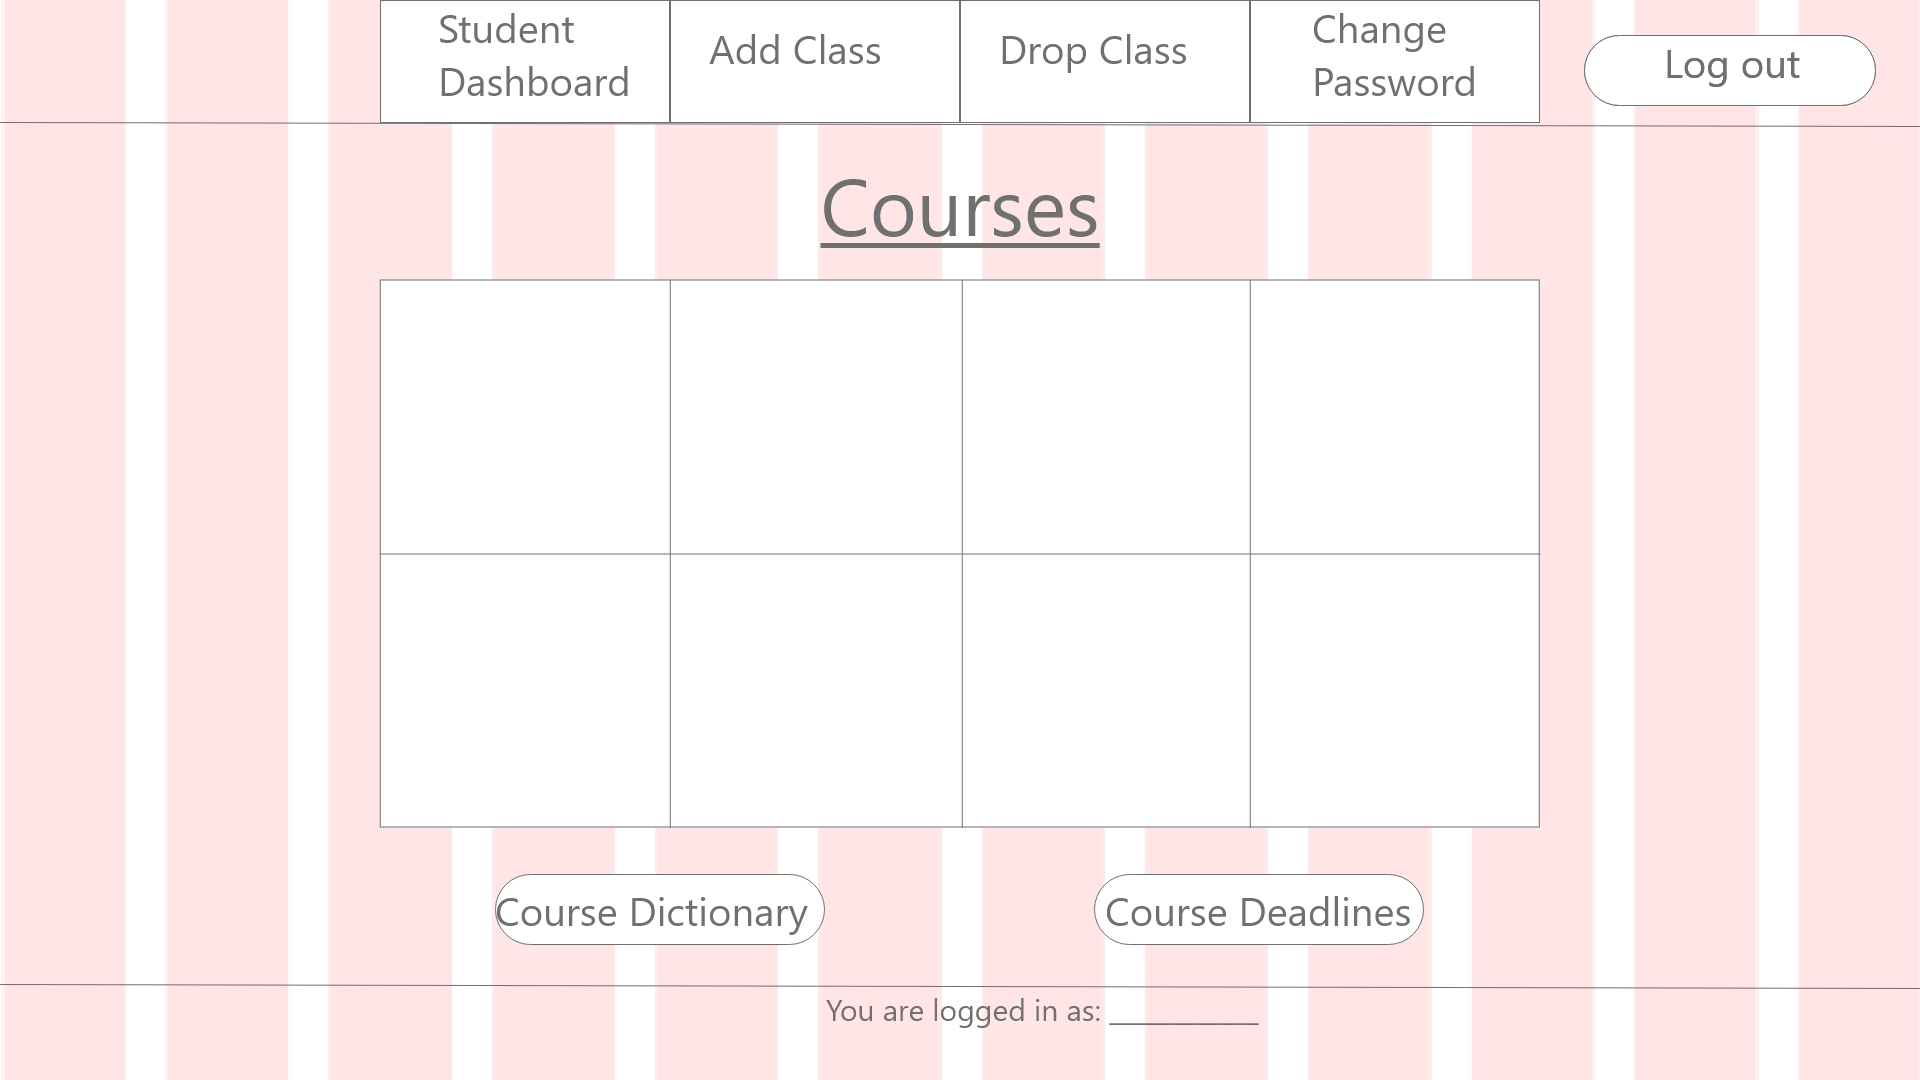 Student
Dashboard
Add Class
Drop Class
Change
Password
Log out
Courses
Course Dictionary
Course Deadlines
You are logged in as: ___________